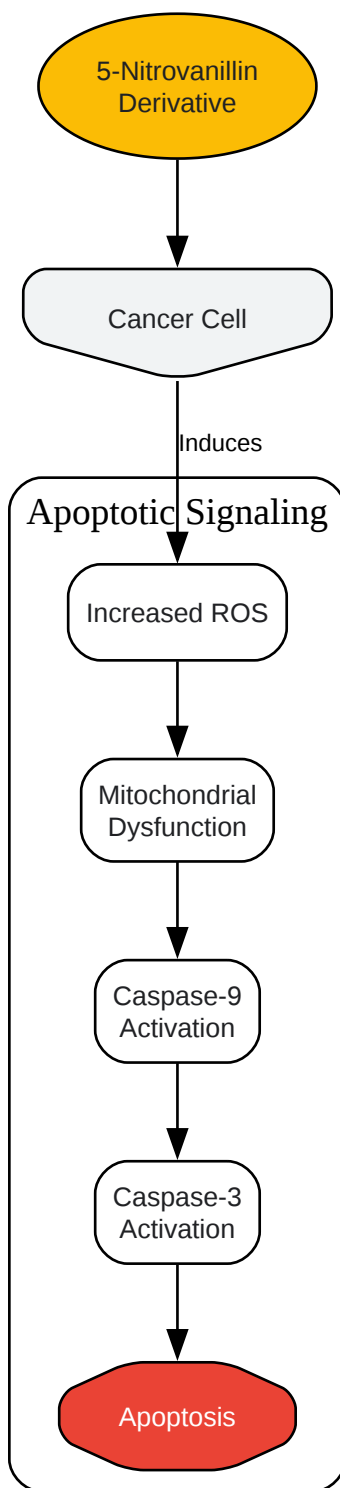 5-Nitrovanillin
Derivative
Cancer Cell
Induces
Apoptotic Signaling
Increased ROS
Mitochondrial
Dysfunction
Caspase-9
Activation
Caspase-3
Activation
Apoptosis